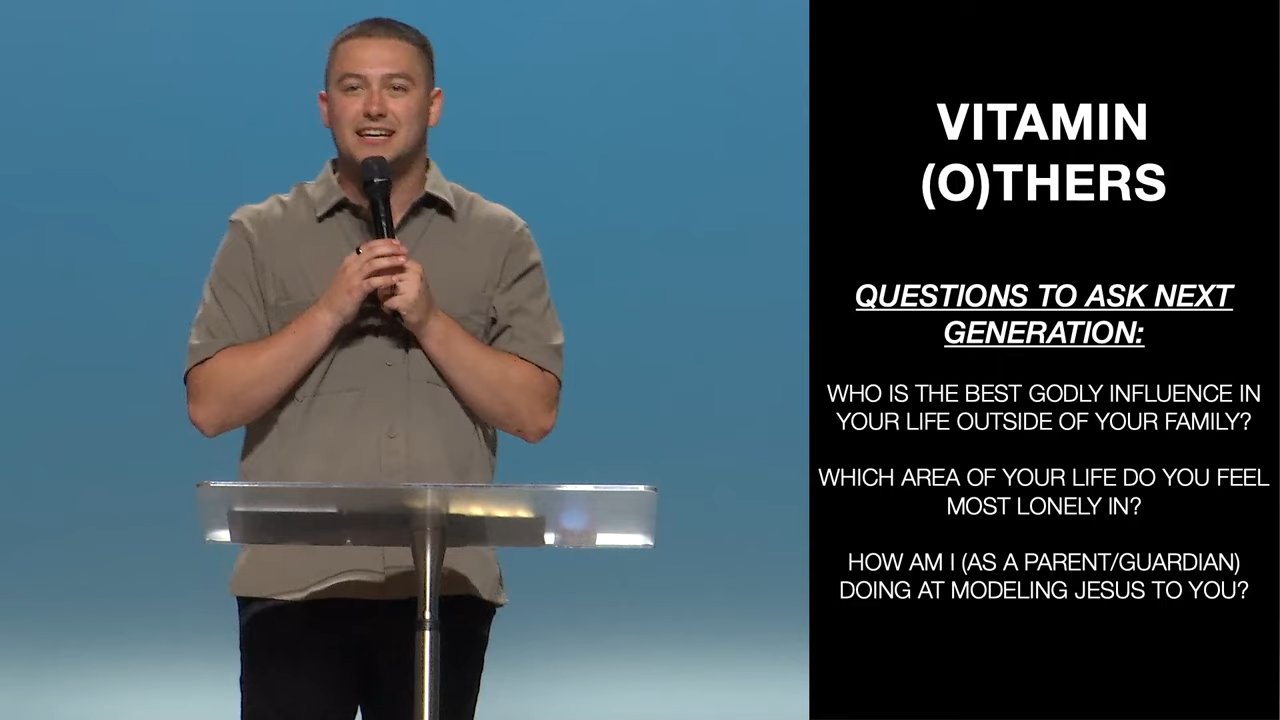 VITAMIN
(O)THERS
QUESTIONS TO ASK NEXT
GENERATION:
WHO IS THE BEST GODLY INFLUENCE IN
YOUR LIFE OUTSIDE OF YOUR FAMILY?
WHICH AREA OF YOUR LIFE DO YOU FEEL
MOST LONELY IN?
HOW AM I (AS A PARENT/GUARDIAN)
DOING AT MODELING JESUS TO YOU?